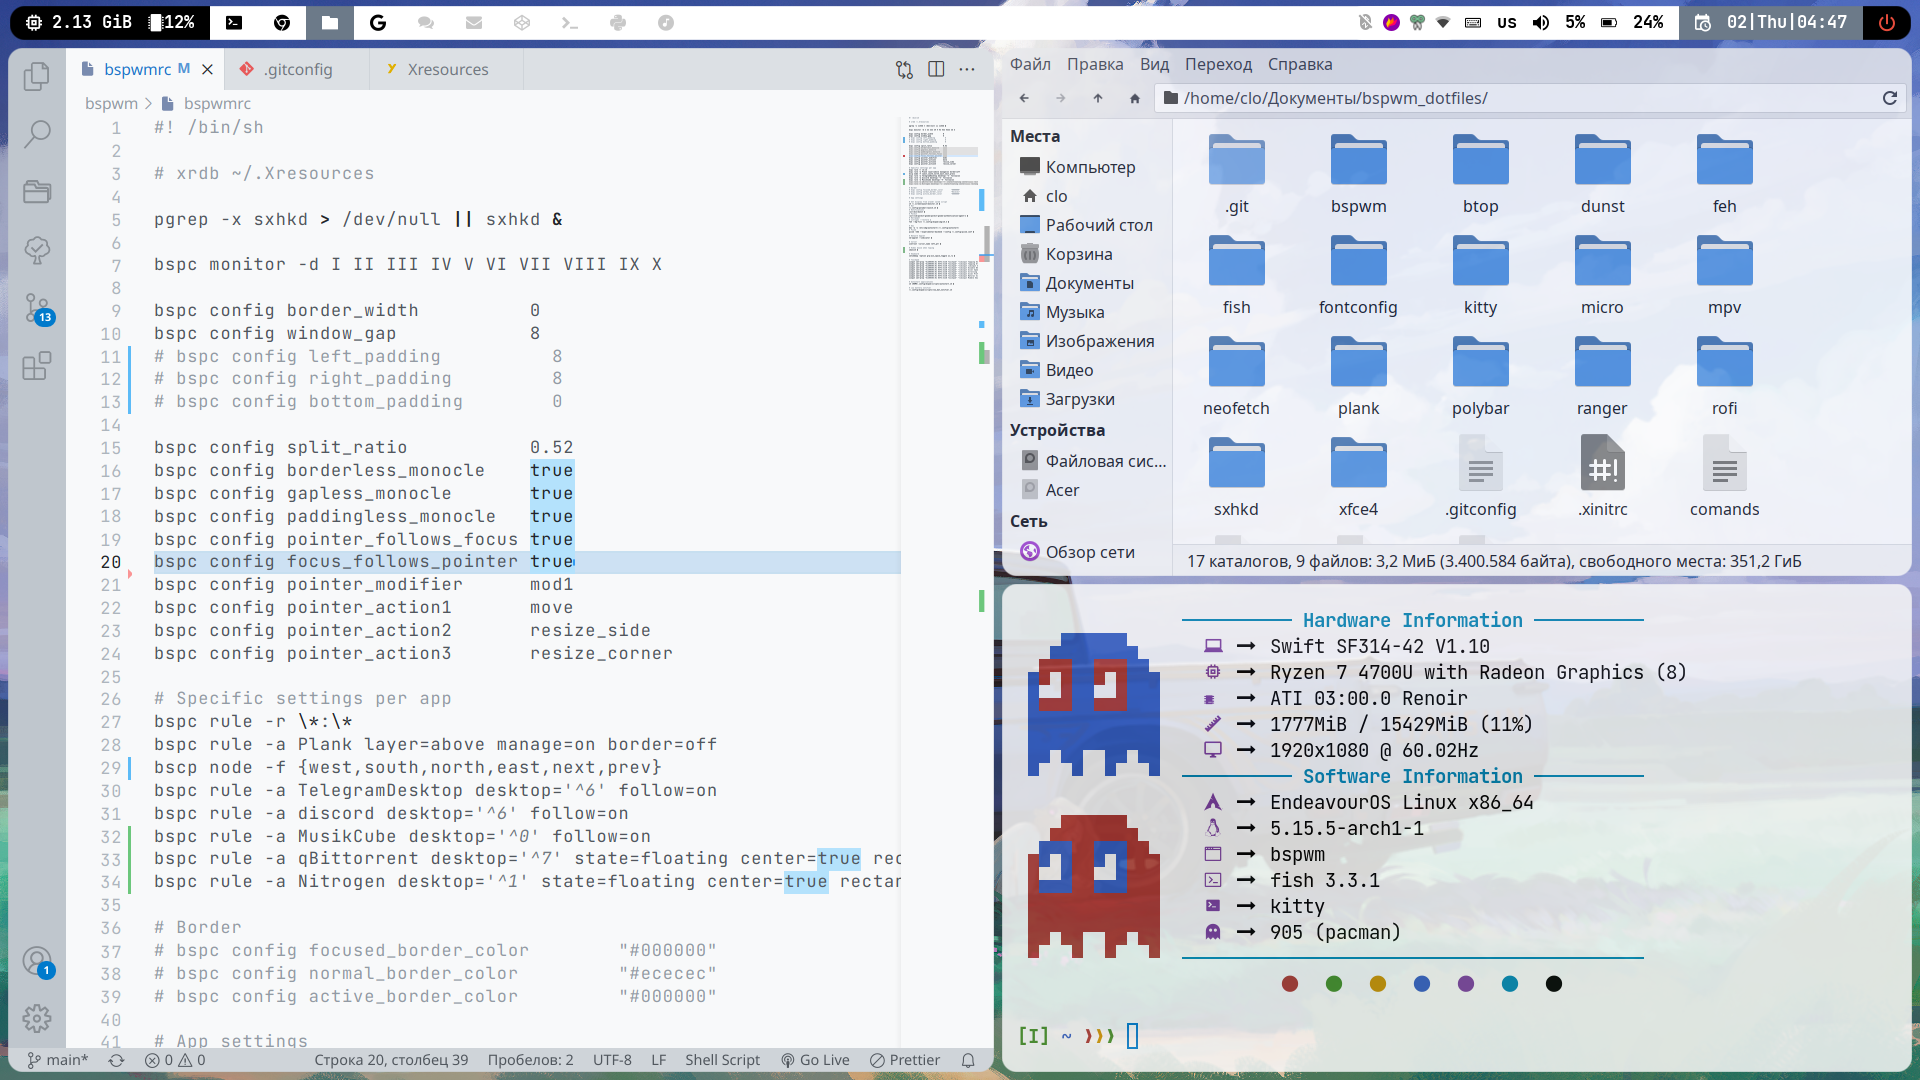 2.13 GiB 12% us 5% 24% 02|Thu|04:47
bspwmrc M .gitconfig Xresources
bspwm bspwmrc
1 #! /bin/sh
2
3 # xrdb ~/.Xresources
4
5 pgrep -x sxhkd > /dev/null || sxhkd &
6
7 bspc monitor -d I II III IV V VI VII VIII IX X
8
9 bspc config border_width 0
10 bspc config window_gap 8
11 # bspc config left_padding 8
12 # bspc config right_padding 8
13 # bspc config bottom_padding 0
14
15 bspc config split_ratio 0.52
16 bspc config borderless_monocle true
17 bspc config gapless_monocle true
18 bspc config paddingless_monocle true
19 bspc config pointer_follows_focus true
20 bspc config focus_follows_pointer true
21 bspc config pointer_modifier mod1
22 bspc config pointer_action1 move
23 bspc config pointer_action2 resize_side
24 bspc config pointer_action3 resize_corner
25
26 # Specific settings per app
27 bspc rule -r \*:\*
28 bspc rule -a Plank layer=above manage=on border=off
29 bscp node -f {west,south,north,east,next,prev}
30 bspc rule -a TelegramDesktop desktop='^6' follow=on
31 bspc rule -a discord desktop='^6' follow=on
32 bspc rule -a MusikCube desktop='^0' follow=on
33 bspc rule -a qBittorrent desktop='^7' state=floating center=true rec
34 bspc rule -a Nitrogen desktop='^1' state=floating center=true rectar
35
36 # Border
37 # bspc config focused_border_color "#000000"
38 # bspc config normal_border_color "#ececec"
39 # bspc config active_border_color "#000000"
40
41 # App settings
13
1
main* 0 0 Строка 20, столбец 39 Пробелов: 2 UTF-8 LF Shell Script Go Live Prettier
Файл Правка Вид Переход Справка
/home/clo/Документы/bspwm_dotfiles/
Места
Компьютер
clo
Рабочий стол
Корзина
Документы
Музыка
Изображения
Видео
Загрузки
Устройства
Файловая сис...
Acer
Сеть
Обзор сети
.git bspwm btop dunst feh
fish fontconfig kitty micro mpv
neofetch plank polybar ranger rofi
#!
sxhkd xfce4 .gitconfig .xinitrc comands
17 каталогов, 9 файлов: 3,2 МиБ (3.400.584 байта), свободного места: 351,2 ГиБ
Hardware Information
Swift SF314-42 V1.10
Ryzen 7 4700U with Radeon Graphics (8)
ATI 03:00.0 Renoir
1777MiB / 15429MiB (11%)
1920x1080 @ 60.02Hz
Software Information
EndeavourOS Linux x86_64
5.15.5-arch1-1
bspwm
fish 3.3.1
kitty
905 (pacman)
[I] ~ ❯❯❯